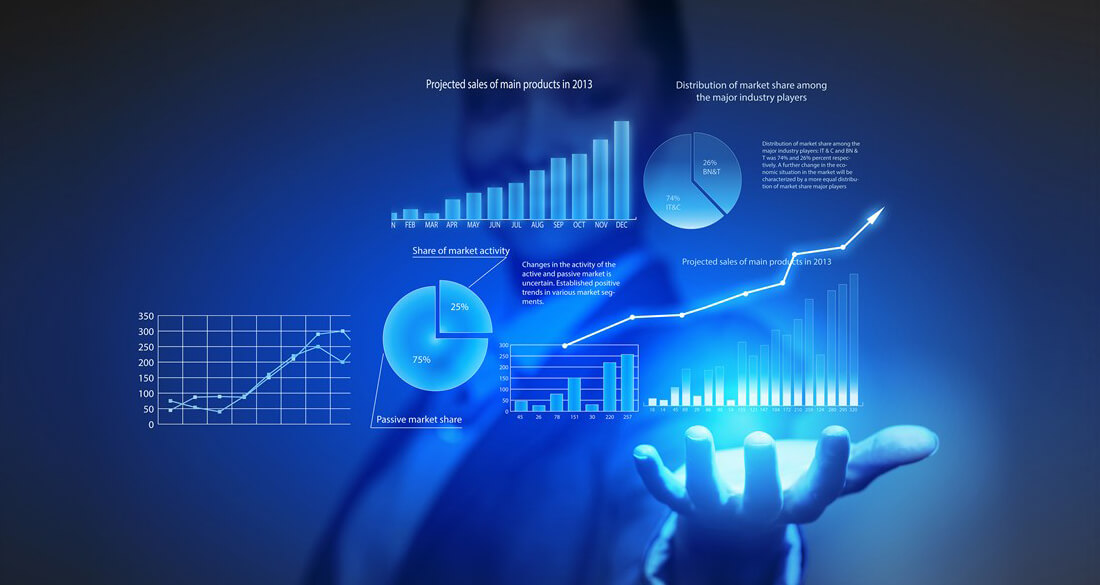 Projected sales of main products in 2013
N FEB MAR APR MAY JUN JUL AUG SEP OCT NOV DEC
Distribution of market share among
the major industry players
26%
BN&T
74%
IT&C
Distribution of market share among the
major industry players: IT & C and BN &
T was 74% and 26% percent respec-
tively. A further change in the eco-
nomic situation in the market will be
characterized by a more equal distribu-
tion of market share major players
Share of market activity
25%
75%
Passive market share
Changes in the activity of the
active and passive market is
uncertain. Established positive
trends in various market seg-
ments.
Projected sales of main products in 2013
350
300
250
200
150
100
50
0
300
250
200
150
100
50
0
45 26 78 151 30 220 257